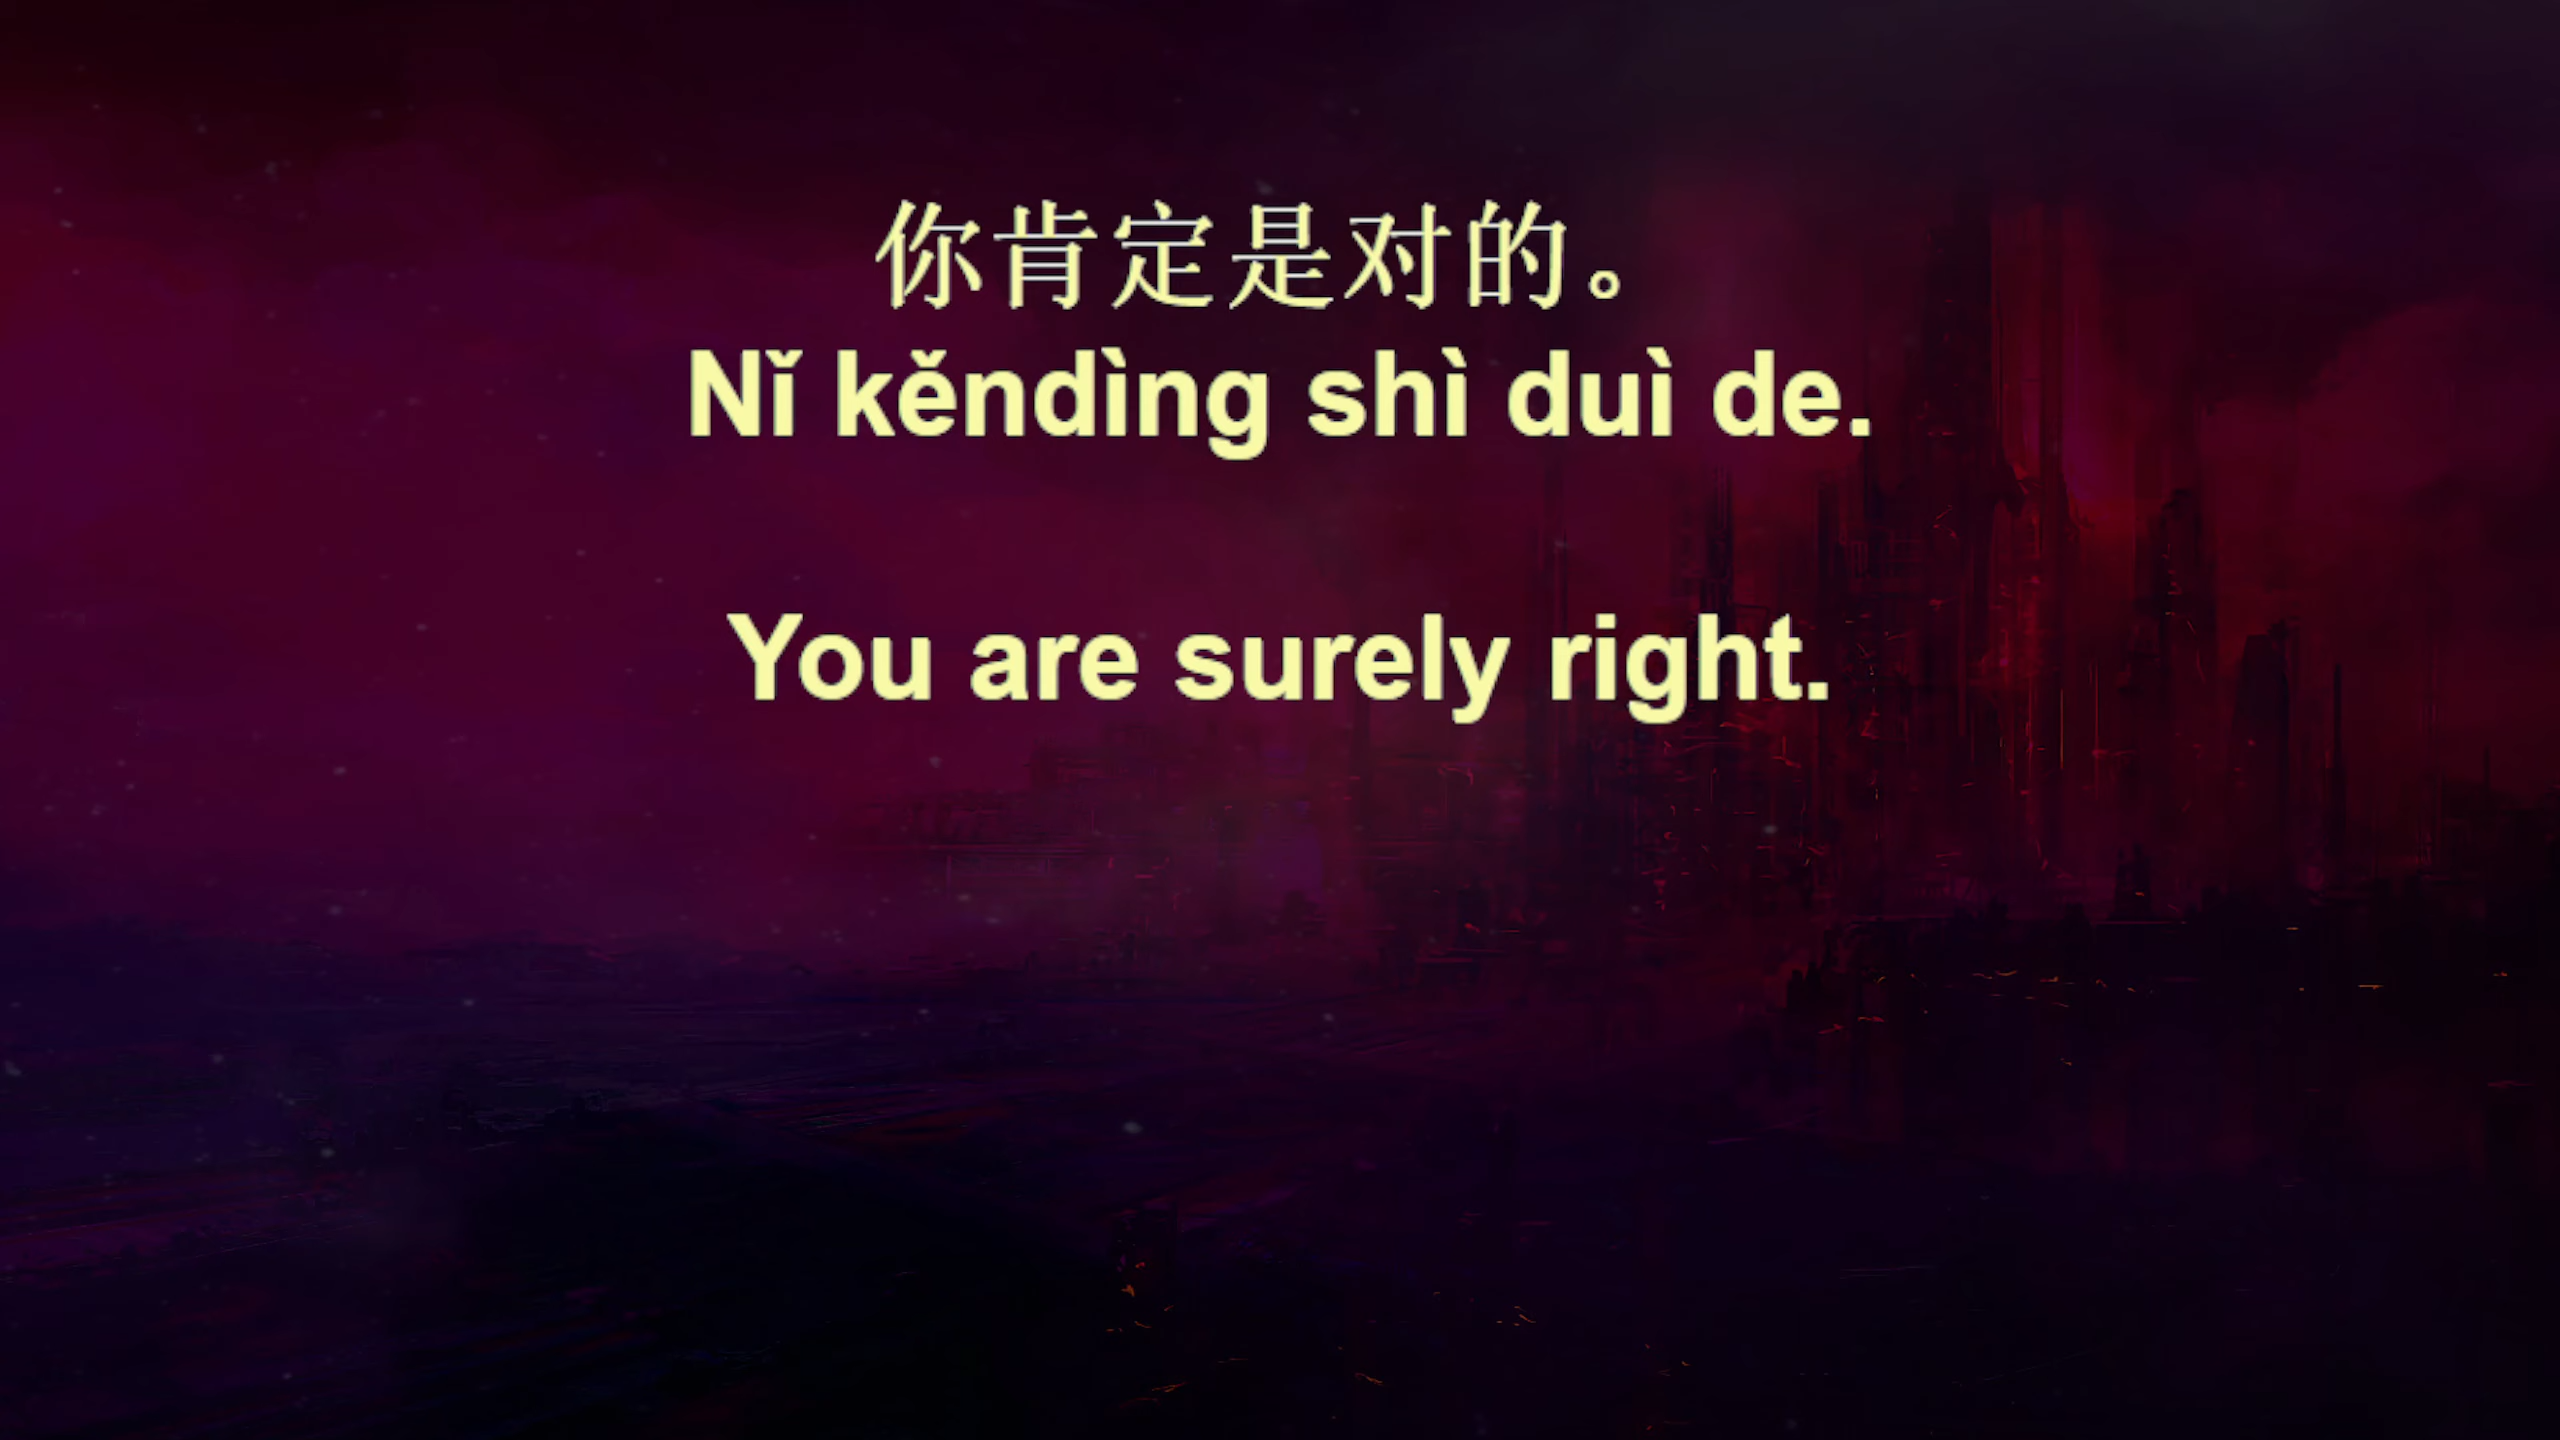 你肯定是对的。
Nǐ kěndìng shì duì de.
You are surely right.